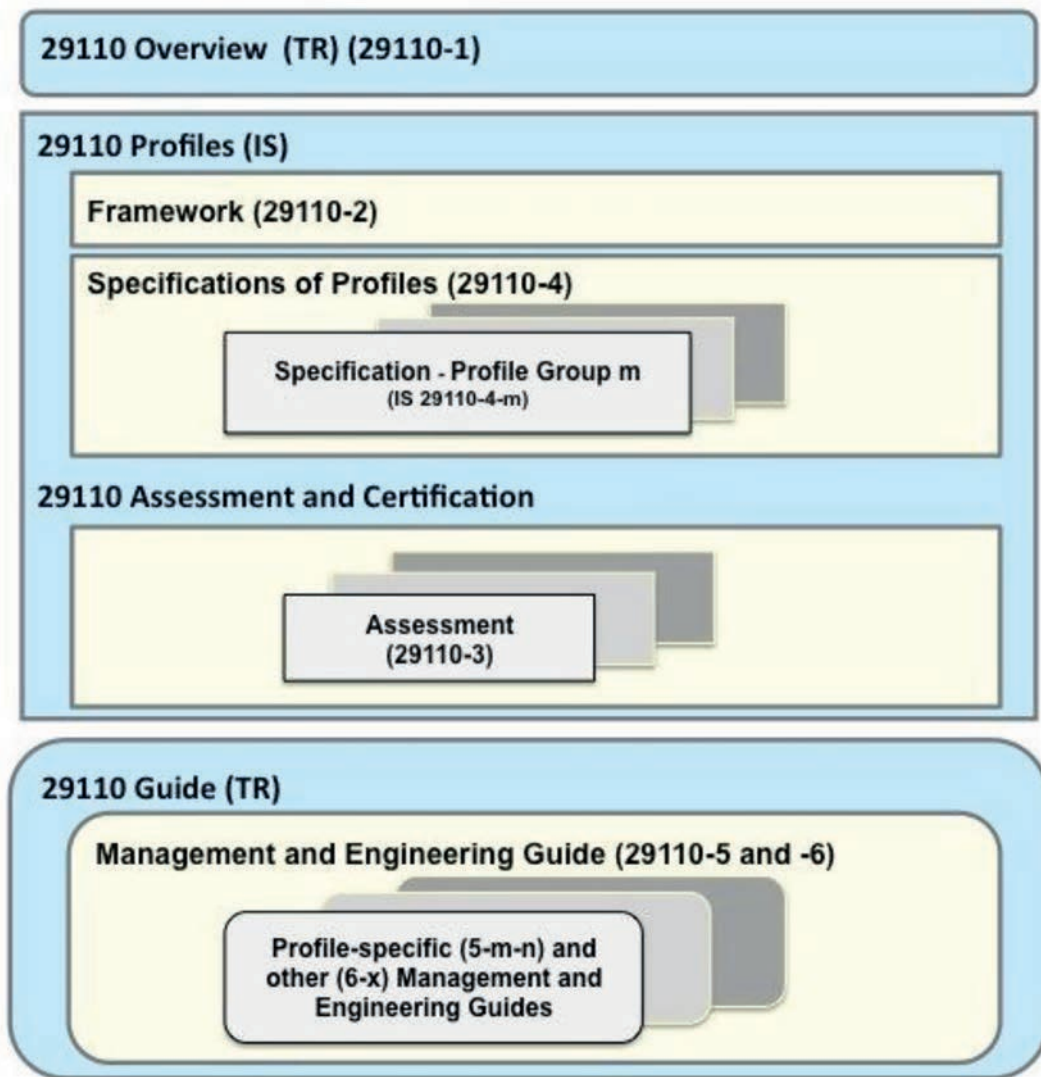 29110 Overview (TR) (29110-1)
29110 Profiles (IS)
Framework (29110-2)
Specifications of Profiles (29110-4)
Specification - Profile Group m
(IS 29110-4-m)
29110 Assessment and Certification
Assessment
(29110-3)
29110 Guide (TR)
Management and Engineering Guide (29110-5 and -6)
Profile-specific (5-m-n) and
other (6-x) Management and
Engineering Guides